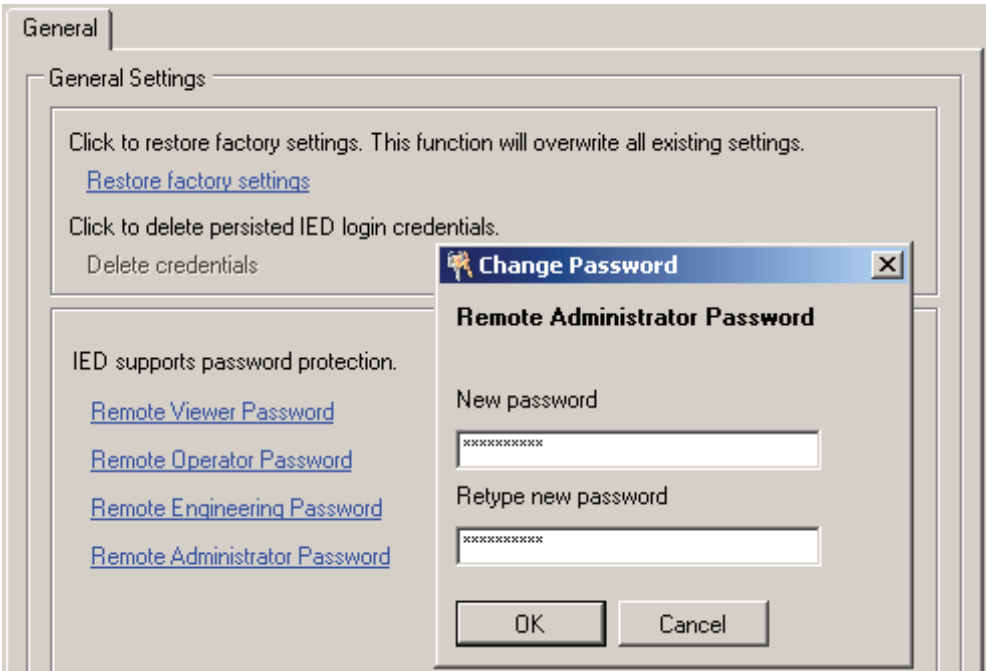 General
General Settings
Click to restore factory settings. This function will overwrite all existing settings.
Restore factory settings
Click to delete persisted IED login credentials.
Delete credentials
IED supports password protection.
Remote Viewer Password
Remote Operator Password
Remote Engineering Password
Remote Administrator Password
Change Password
Remote Administrator Password
New password
xxxxxxxxxx
Retype new password
xxxxxxxxxx
OK Cancel